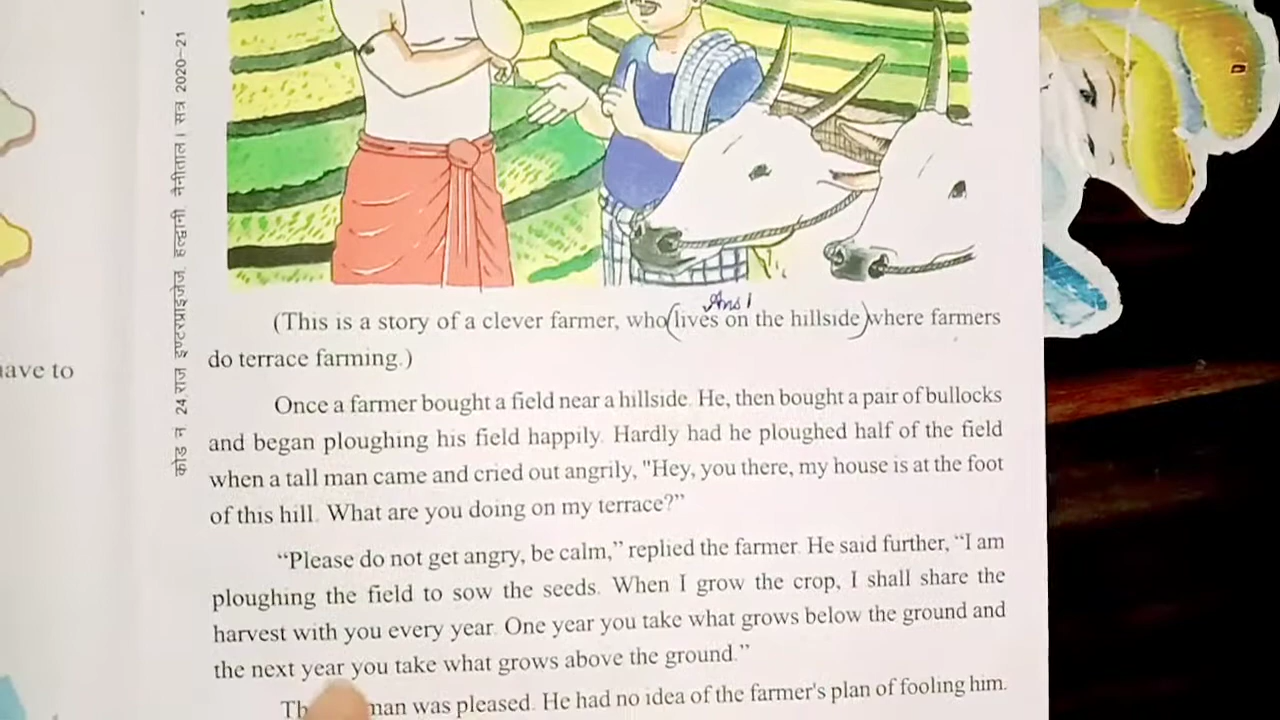 कोड नं 24 राज इण्टरप्राइजेज, हल्द्वानी, नैनीताल। सत्र 2020-21
have to
Ans 1
(This is a story of a clever farmer, who (lives on the hillside) where farmers
do terrace farming.)
Once a farmer bought a field near a hillside. He, then bought a pair of bullocks
and began ploughing his field happily. Hardly had he ploughed half of the field
when a tall man came and cried out angrily, "Hey, you there, my house is at the foot
of this hill. What are you doing on my terrace?”
“Please do not get angry, be calm,” replied the farmer. He said further, “I am
ploughing the field to sow the seeds. When I grow the crop, I shall share the
harvest with you every year. One year you take what grows below the ground and
the next year you take what grows above the ground.”
man was pleased. He had no idea of the farmer's plan of fooling him.